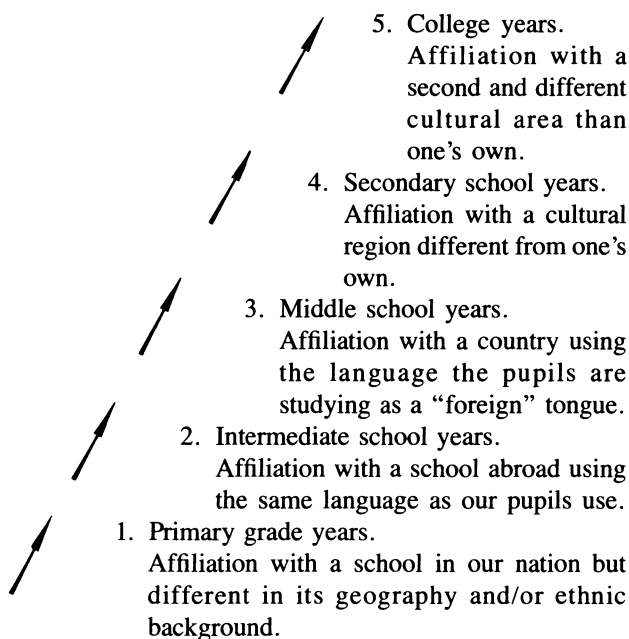 5. College years.
Affiliation with a
second and different
cultural area than
one's own.
4. Secondary school years.
Affiliation with a cultural
region different from one's
own.
3. Middle school years.
Affiliation with a country using
the language the pupils are
studying as a “foreign” tongue.
2. Intermediate school years.
Affiliation with a school abroad using
the same language as our pupils use.
1. Primary grade years.
Affiliation with a school in our nation but
different in its geography and/or ethnic
background.